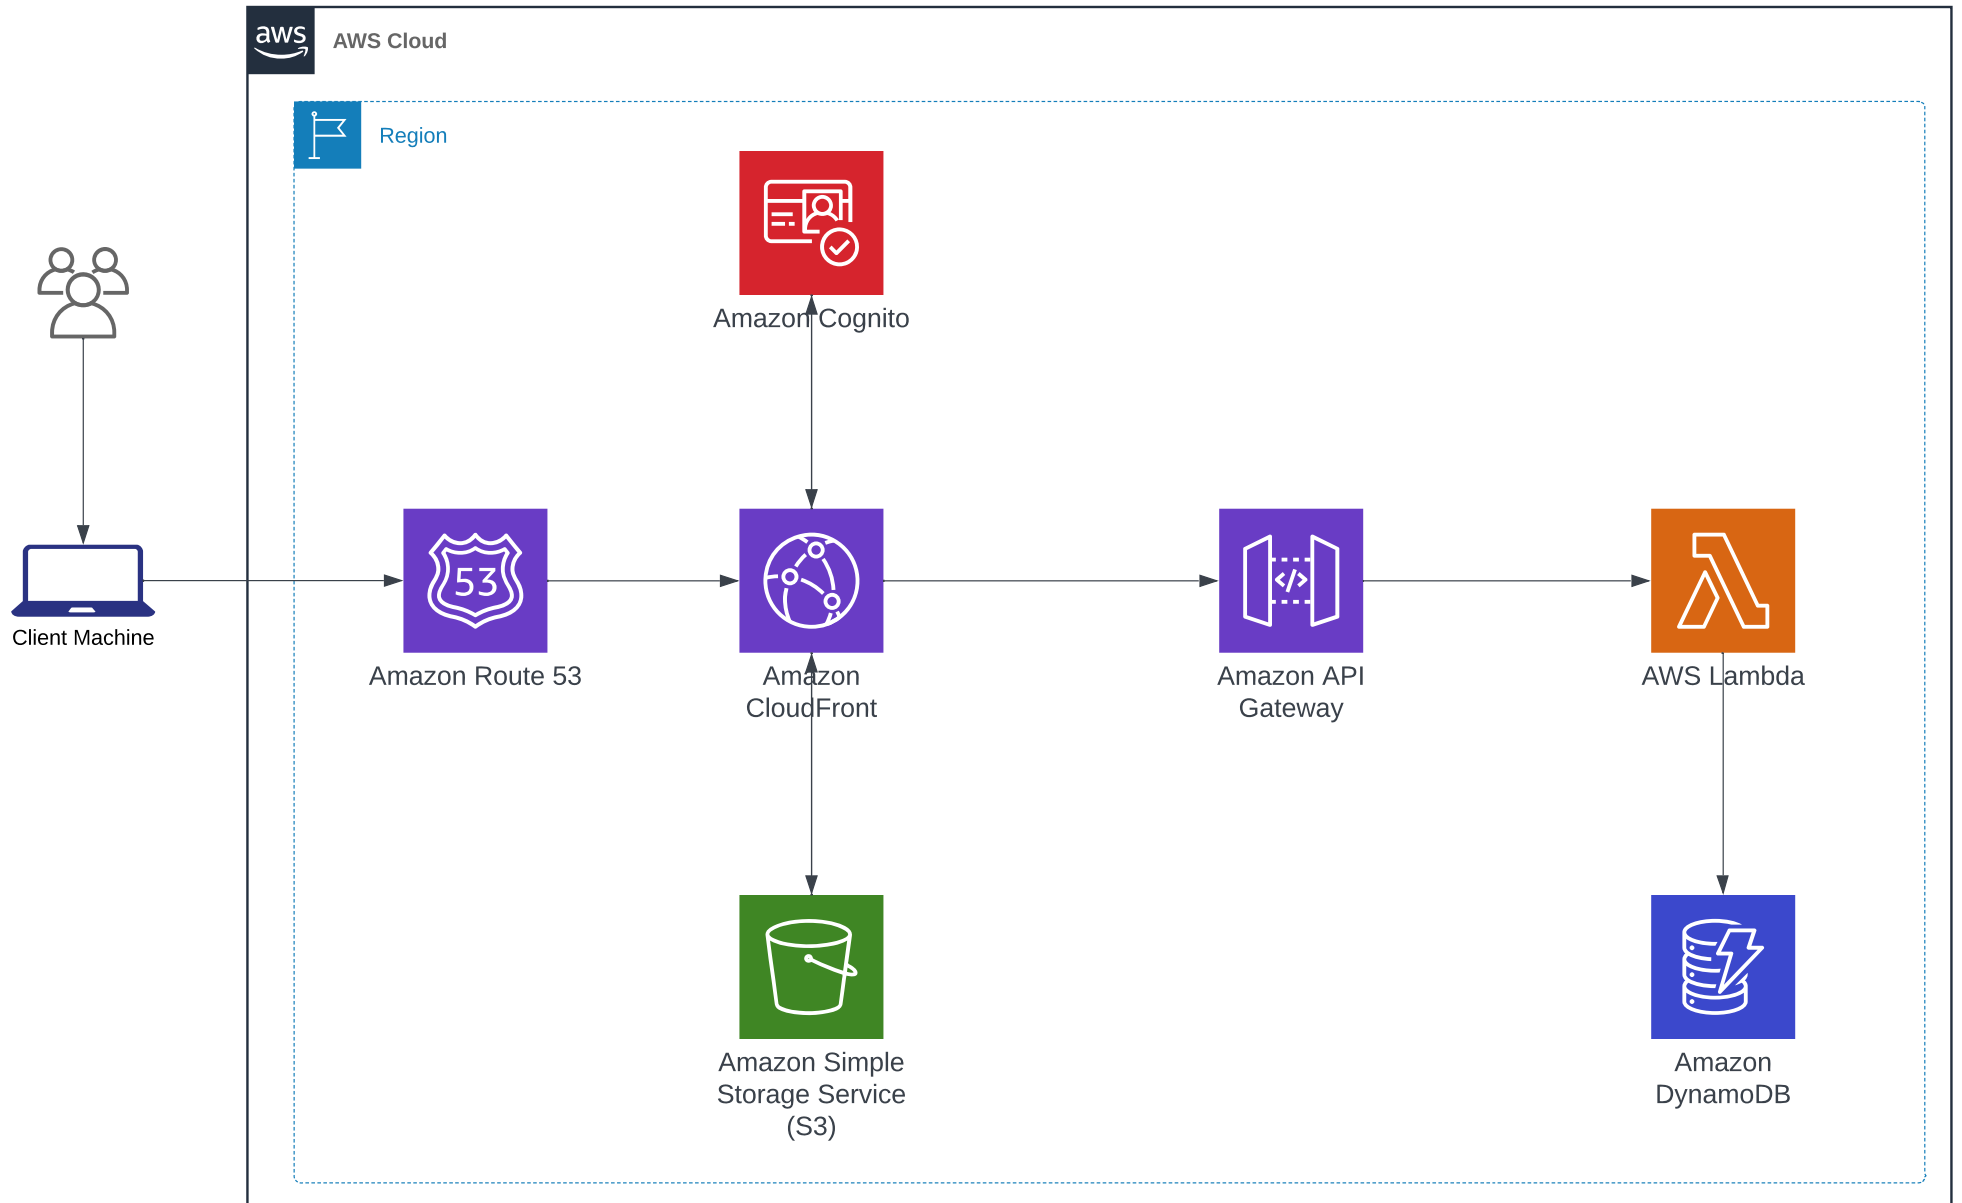 aws
AWS Cloud
Region
Amazon Cognito
53
</>
Client Machine
Amazon Route 53
Amazon
CloudFront
Amazon API
Gateway
AWS Lambda
Amazon Simple
Storage Service
(S3)
Amazon
DynamoDB